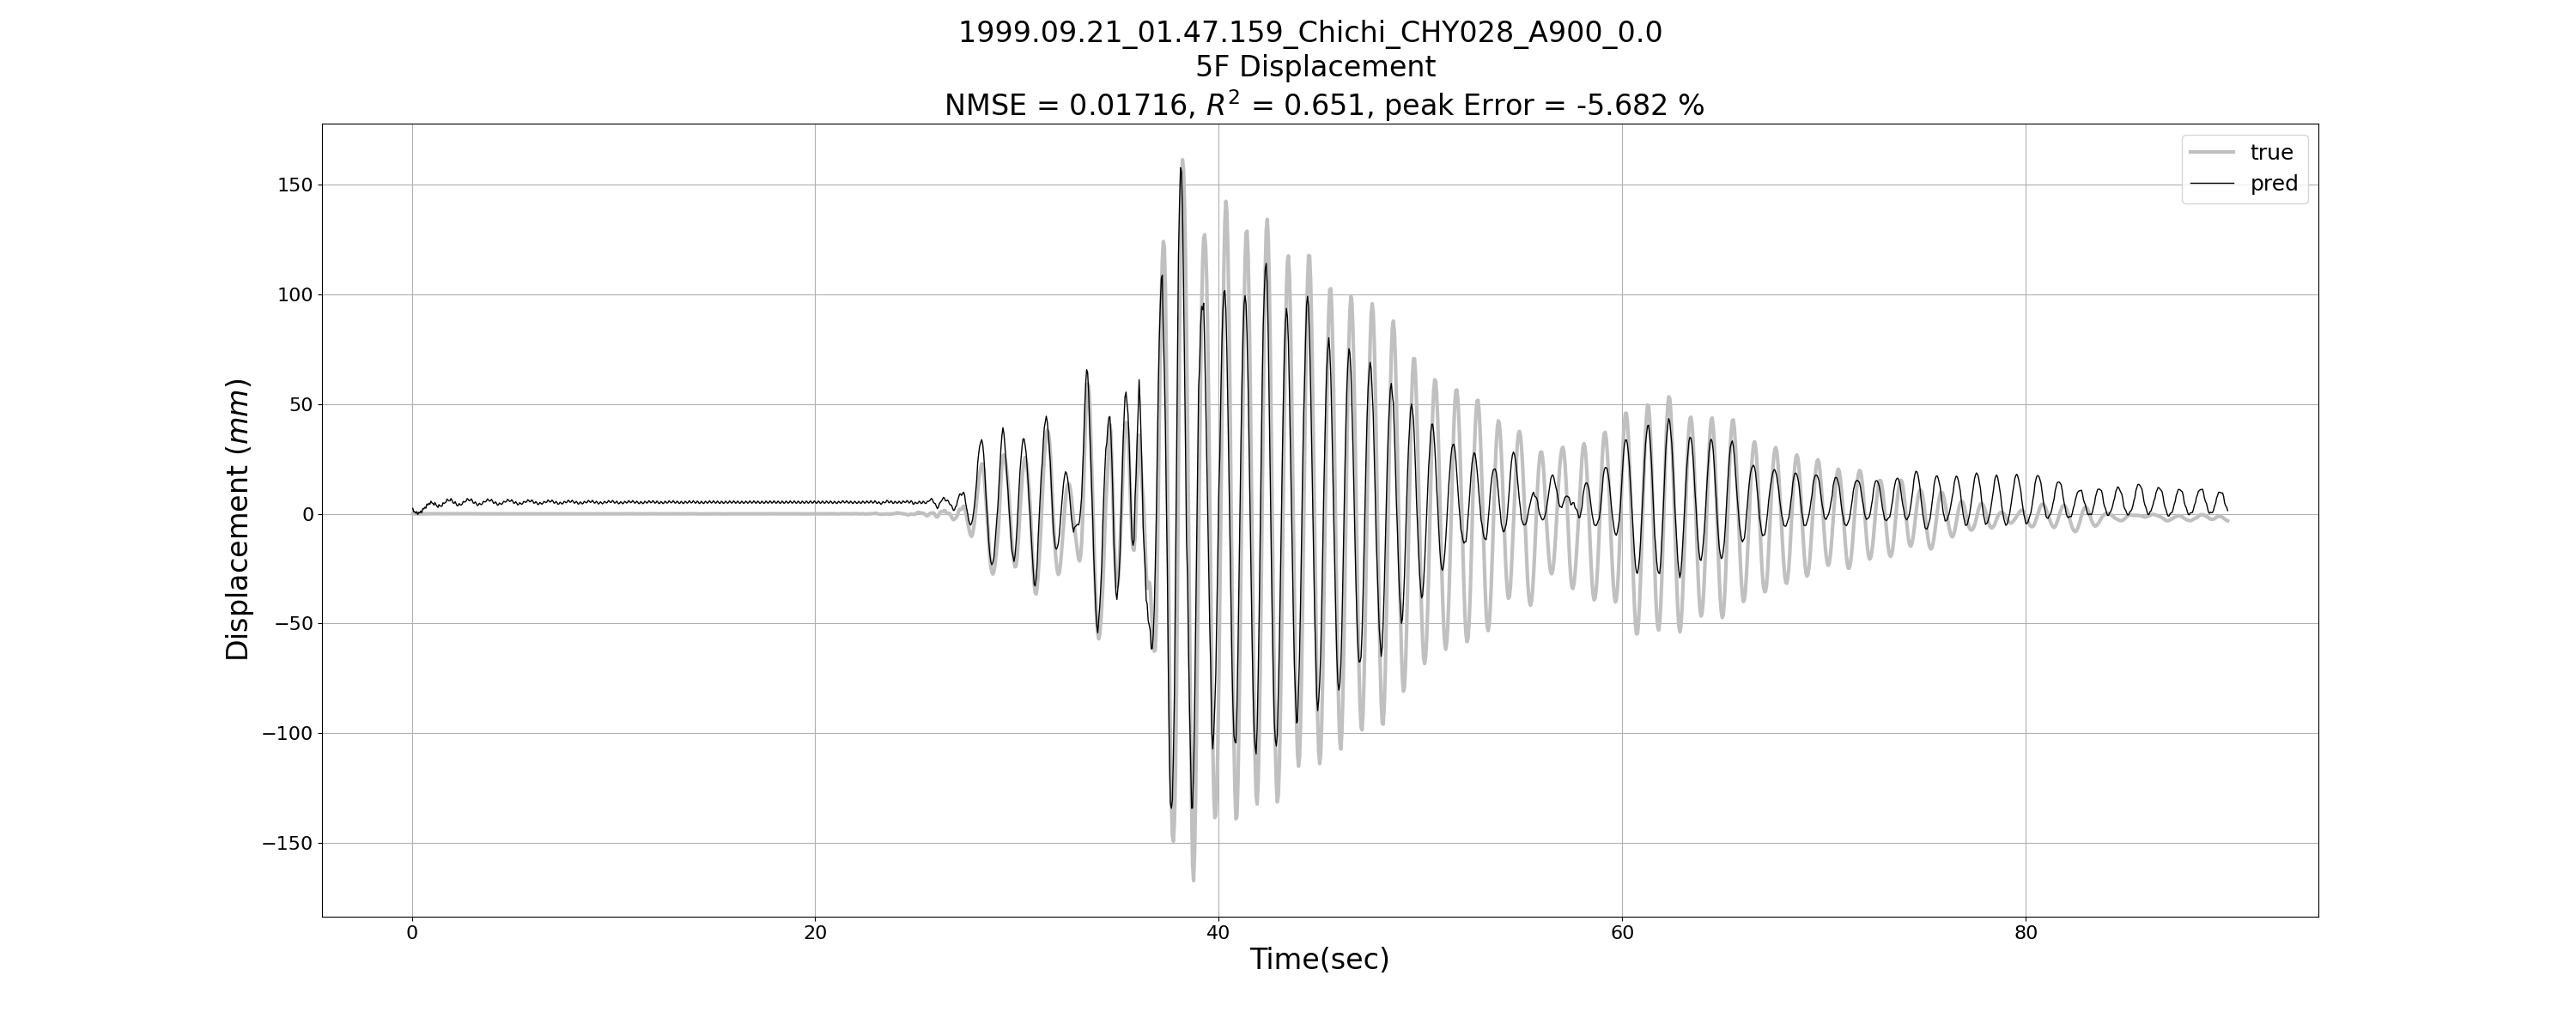 1999.09.21_01.47.159_Chichi_CHY028_A900_0.0
5F Displacement
NMSE = 0.01716, R² = 0.651, peak Error = -5.682 %
true
pred
150
100
50
0
−50
−100
−150
Displacement (mm)
0 20 40 60 80
Time(sec)